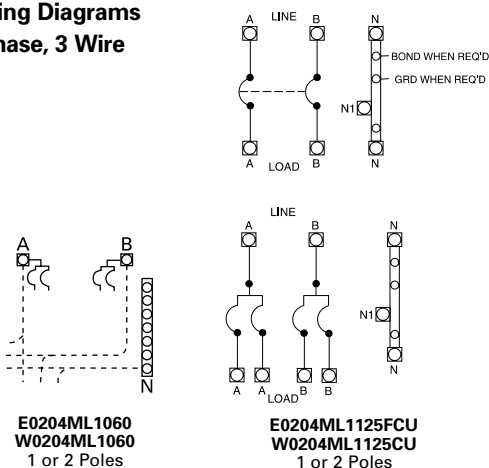 ing Diagrams
hase, 3 Wire
A LINE B N
BOND WHEN REQ'D
GRD WHEN REQ'D
N1
A LOAD B N
LINE
A B N
N1
A A LOAD B B N
A B
N
E0204ML1060
W0204ML1060
1 or 2 Poles
E0204ML1125FCU
W0204ML1125CU
1 or 2 Poles